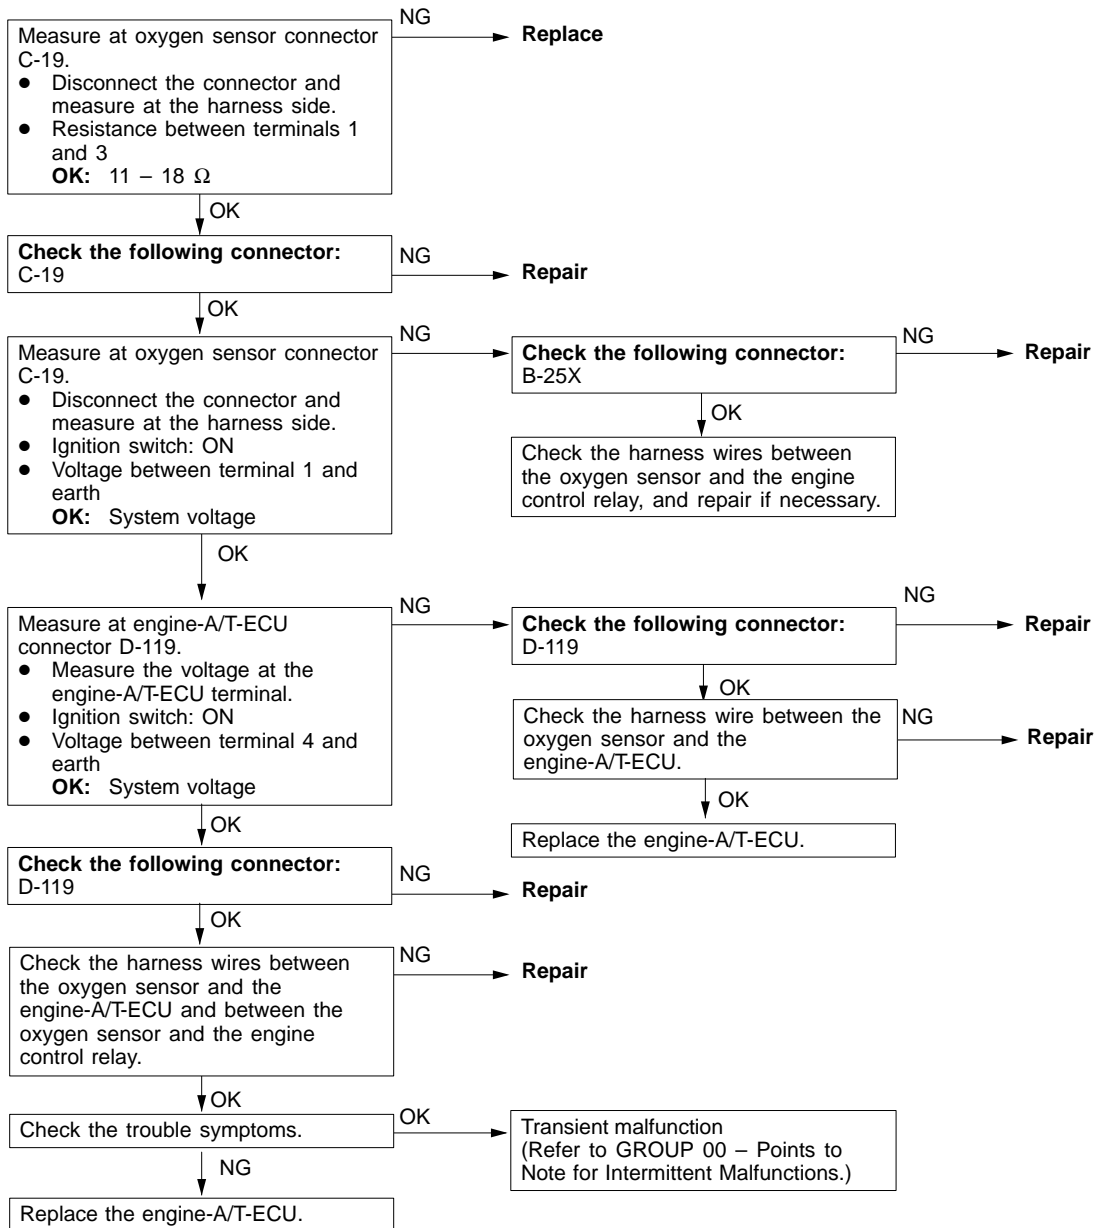 NG
Measure at oxygen sensor connector
C-19.
● Disconnect the connector and
measure at the harness side.
● Resistance between terminals 1
and 3
OK: 11 – 18 Ω
Replace
OK
Check the following connector:
C-19
NG
Repair
OK
Measure at oxygen sensor connector
C-19.
● Disconnect the connector and
measure at the harness side.
● Ignition switch: ON
● Voltage between terminal 1 and
earth
OK: System voltage
NG
Check the following connector:
B-25X
NG
Repair
OK
Check the harness wires between
the oxygen sensor and the engine
control relay, and repair if necessary.
OK
Measure at engine-A/T-ECU
connector D-119.
● Measure the voltage at the
engine-A/T-ECU terminal.
● Ignition switch: ON
● Voltage between terminal 4 and
earth
OK: System voltage
NG
Check the following connector:
D-119
NG
Repair
OK
Check the harness wire between the
oxygen sensor and the
engine-A/T-ECU.
NG
Repair
OK
Replace the engine-A/T-ECU.
OK
Check the following connector:
D-119
NG
Repair
OK
Check the harness wires between
the oxygen sensor and the
engine-A/T-ECU and between the
oxygen sensor and the engine
control relay.
NG
Repair
OK
Check the trouble symptoms.
OK
Transient malfunction
(Refer to GROUP 00 – Points to
Note for Intermittent Malfunctions.)
NG
Replace the engine-A/T-ECU.